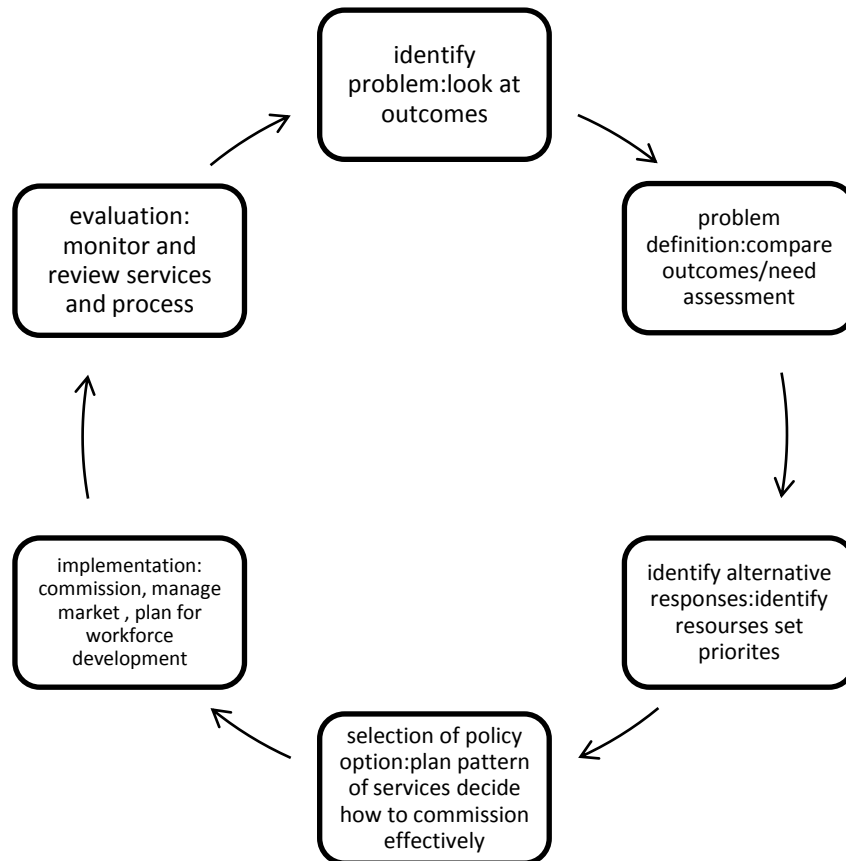 identify
problem:look at
outcomes
problem
definition:compare
outcomes/need
assessment
identify alternative
responses:identify
resourses set
priorites
selection of policy
option:plan pattern
of services decide
how to commission
effectively
implementation:
commission, manage
market , plan for
workforce
development
evaluation:
monitor and
review services
and process